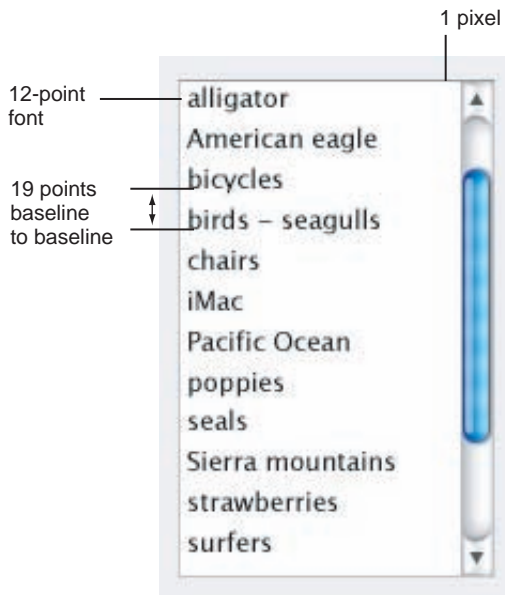 1 pixel
12-point
font
19 points
baseline
to baseline
alligator
American eagle
bicycles
birds – seagulls
chairs
iMac
Pacific Ocean
poppies
seals
Sierra mountains
strawberries
surfers